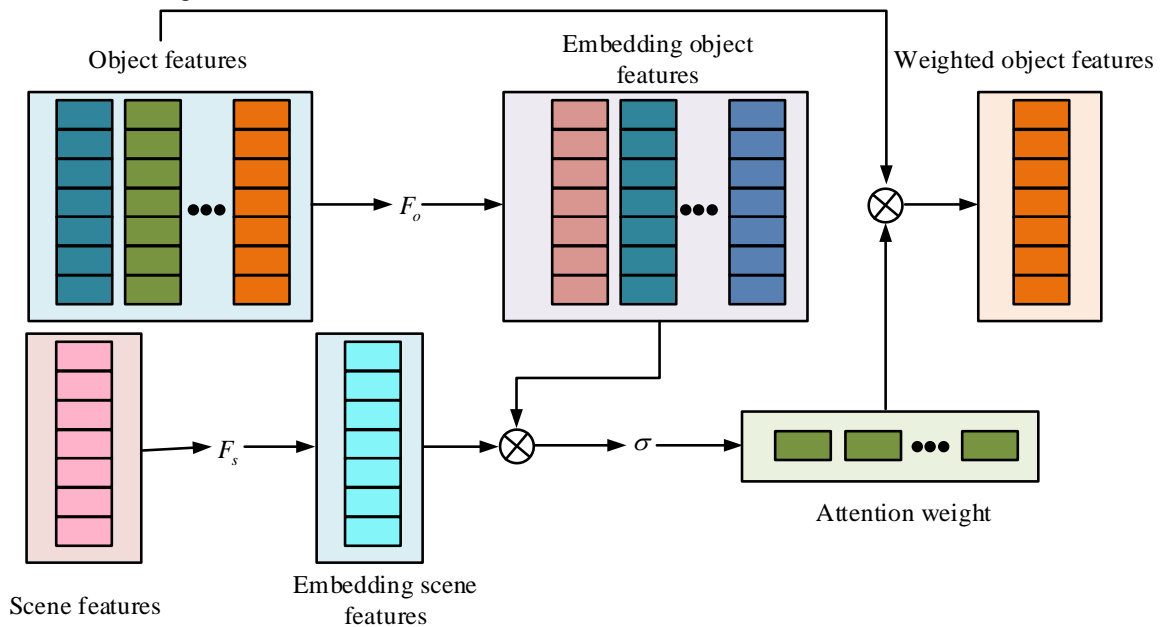 Object features
Embedding object
features
Weighted object features
F_o
F_s
σ
Attention weight
Scene features
Embedding scene
features